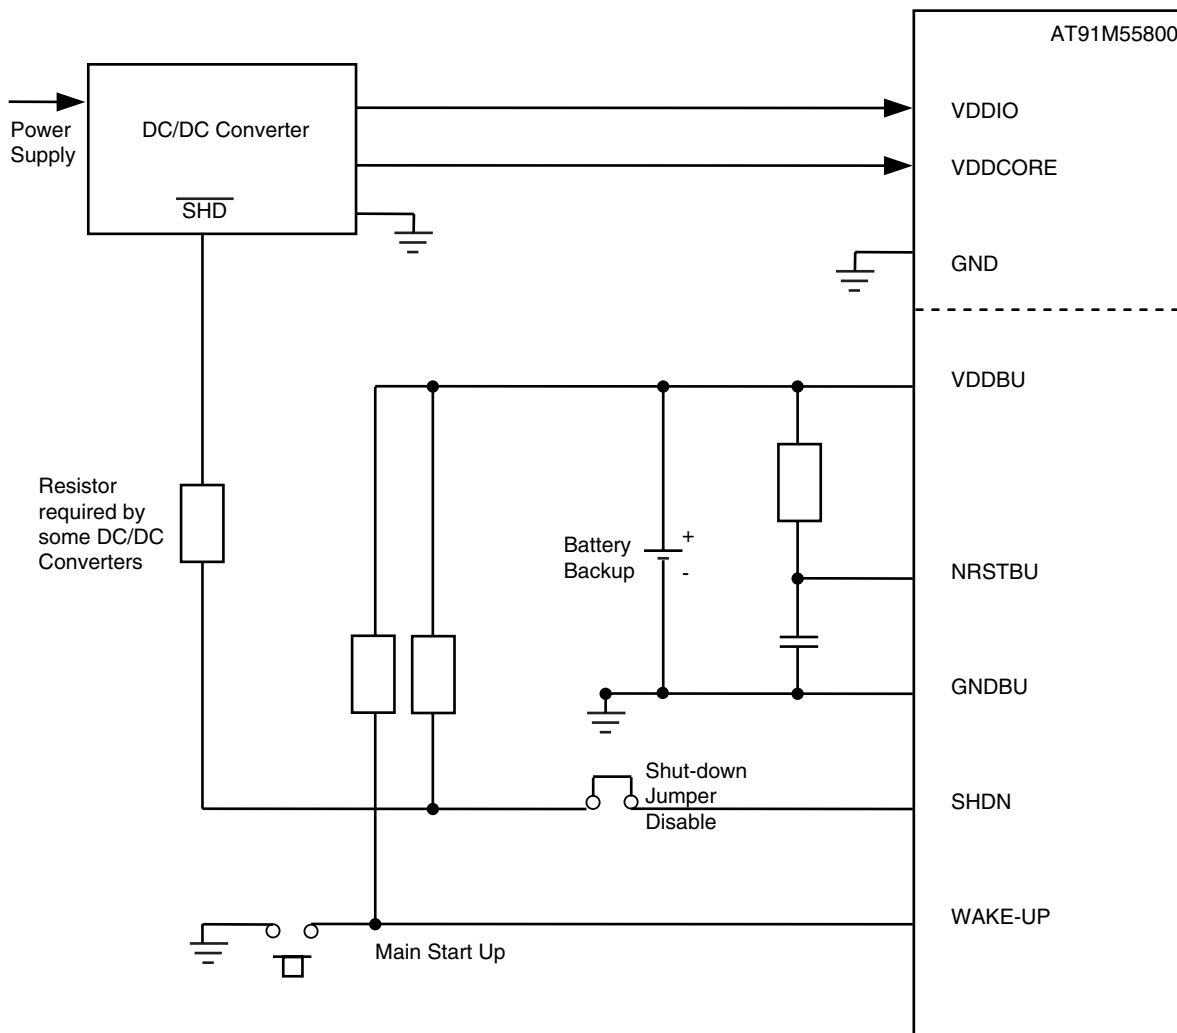 AT91M55800
Power
Supply
DC/DC Converter
SHD
VDDIO
VDDCORE
GND
VDDBU
Resistor
required by
some DC/DC
Converters
Battery
Backup
+
-
NRSTBU
GNDBU
Shut-down
Jumper
Disable
SHDN
WAKE-UP
Main Start Up